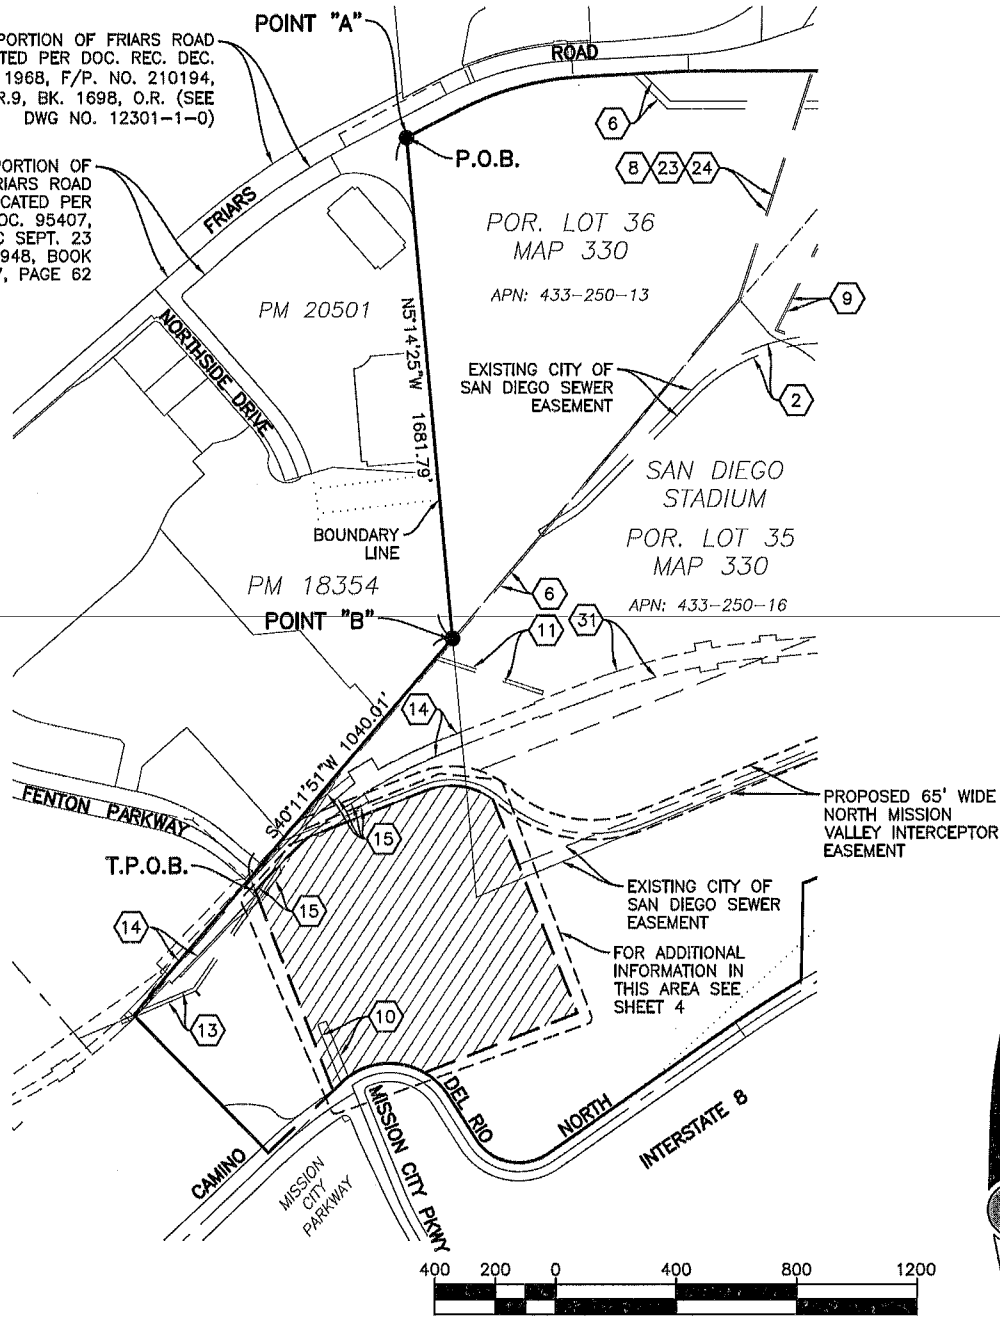 POINT "A"
PORTION OF FRIARS ROAD
TED PER DOC. REC. DEC.
1968, F/P. NO. 210194,
R.9, BK. 1698, O.R. (SEE
DWG NO. 12301-1-0)
ROAD
6
P.O.B.
8 23 24
PORTION OF
RIARS ROAD
CATED PER
OC. 95407,
C SEPT. 23
948, BOOK
7, PAGE 62
FRIARS
POR. LOT 36
MAP 330
APN: 433-250-13
9
PM 20501
N5°14'25"W 1681.79'
NORTHSIDE DRIVE
EXISTING CITY OF
SAN DIEGO SEWER
EASEMENT
2
SAN DIEGO
STADIUM
POR. LOT 35
MAP 330
APN: 433-250-16
BOUNDARY
LINE
PM 18354
6
POINT "B"
11
31
14
S40°11'51"W 1040.01'
FENTON PARKWAY
15
PROPOSED 65' WIDE
NORTH MISSION
VALLEY INTERCEPTOR
EASEMENT
T.P.O.B.
15
EXISTING CITY OF
SAN DIEGO SEWER
EASEMENT
14
FOR ADDITIONAL
INFORMATION IN
THIS AREA SEE
SHEET 4
13
10
CAMINO
DEL RIO
NORTH
INTERSTATE 8
MISSION
CITY
PARKWAY
MISSION CITY PKWY
400 200 0 400 800 1200